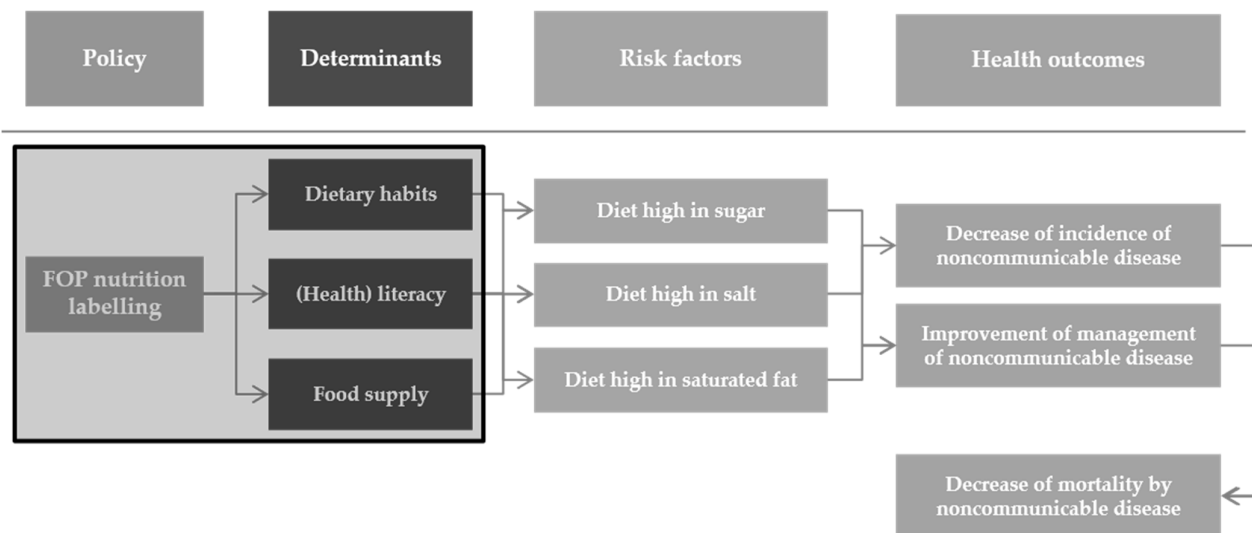 Policy
Determinants
Risk factors
Health outcomes
FOP nutrition
labelling
Dietary habits
(Health) literacy
Food supply
Diet high in sugar
Diet high in salt
Diet high in saturated fat
Decrease of incidence of
noncommunicable disease
Improvement of management
of noncommunicable disease
Decrease of mortality by
noncommunicable disease